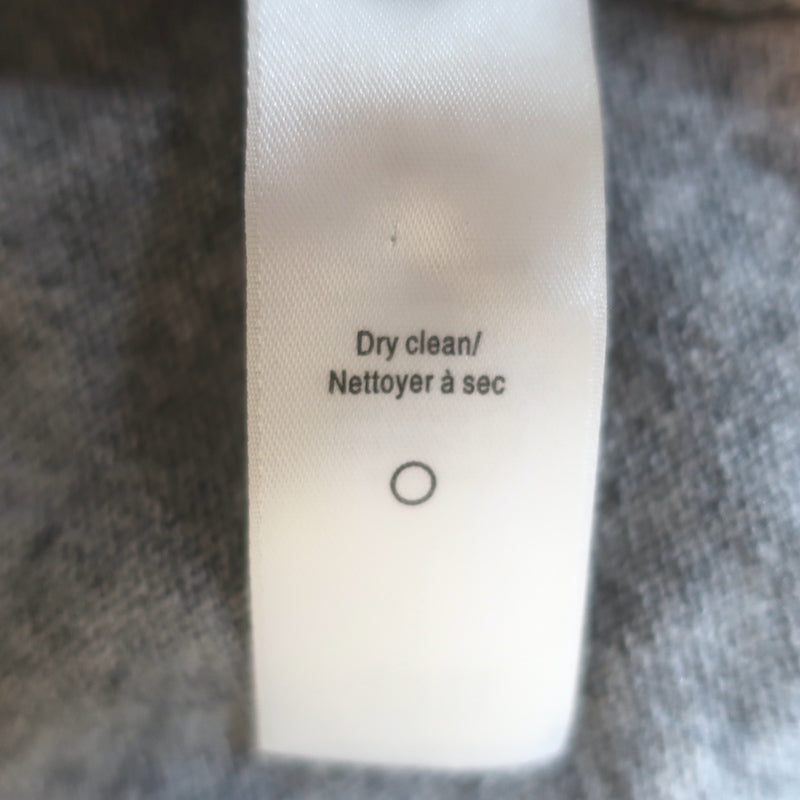 Dry clean/
Nettoyer à sec